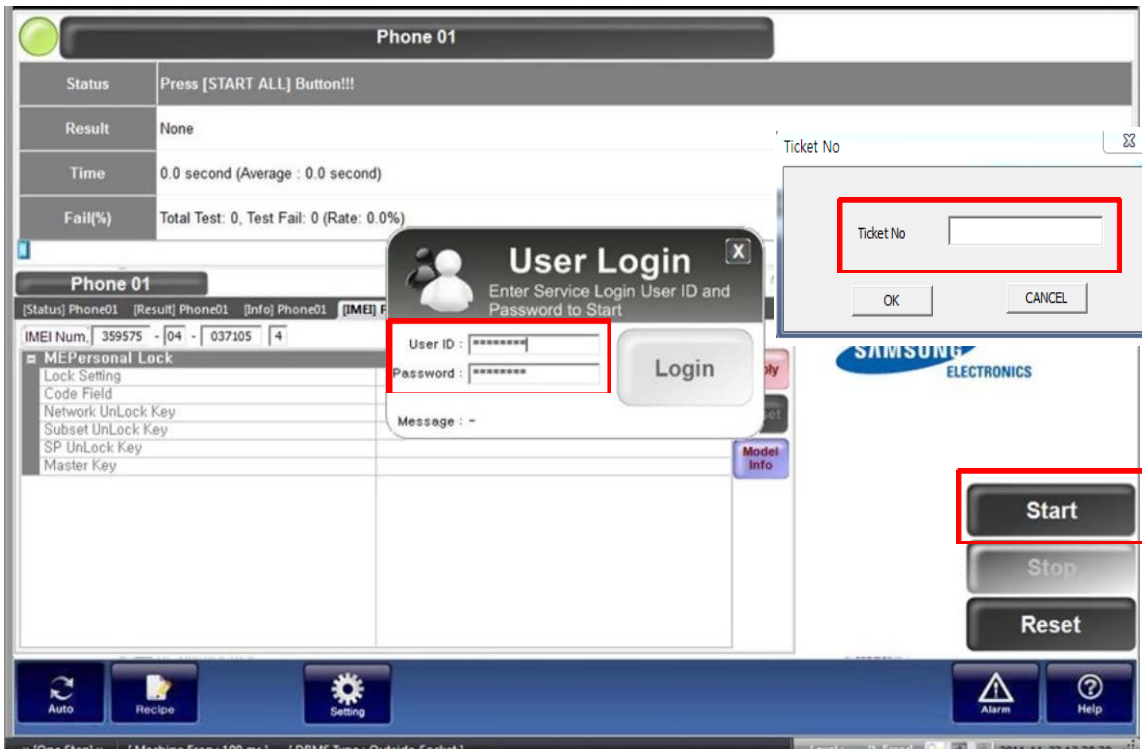 Phone 01
Status Press [START ALL] Button!!!
Result None
Time 0.0 second (Average : 0.0 second)
Fail(%) Total Test: 0, Test Fail: 0 (Rate: 0.0%)
Ticket No
Ticket No
OK CANCEL
User Login X
Enter Service Login User ID and
Password to Start
User ID : ********
Password : ********
Login
Message : -
Phone 01
[Status] Phone01 [Result] Phone01 [Info] Phone01 [IMEI]
IMEI Num. 359575 - 04 - 037105 4
MEPersonal Lock
Lock Setting
Code Field
Network UnLock Key
Subset UnLock Key
SP UnLock Key
Master Key
Model
Info
SAMSUNG
ELECTRONICS
Start
Stop
Reset
Auto
Recipe
Setting
Alarm
Help